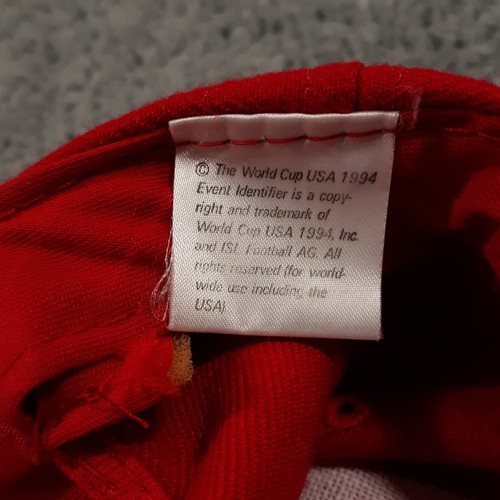 © The World Cup USA 1994
Event Identifier is a copy-
right and trademark of
World Cup USA 1994, Inc.
and ISL Football AG. All
rights reserved (for world-
wide use including the
USA)